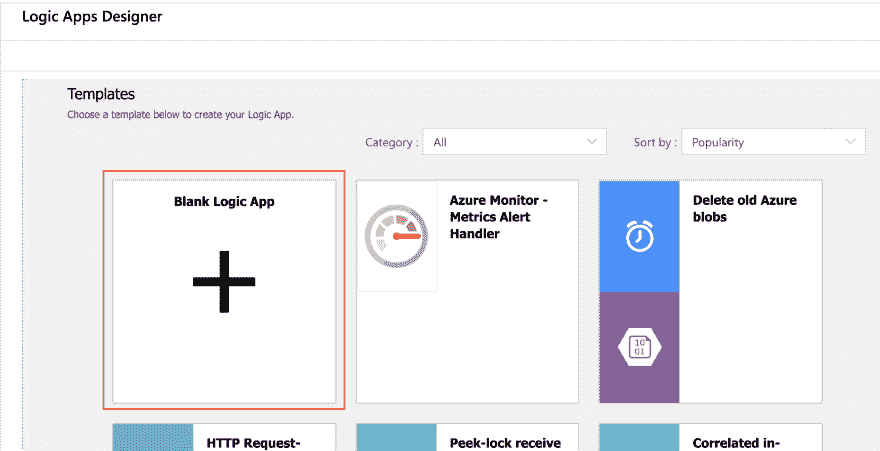 Logic Apps Designer
Templates
Choose a template below to create your Logic App.
Category : All
Sort by : Popularity
Blank Logic App
Azure Monitor -
Metrics Alert
Handler
Delete old Azure
blobs
10
01
HTTP Request-
Peek-lock receive
Correlated in-